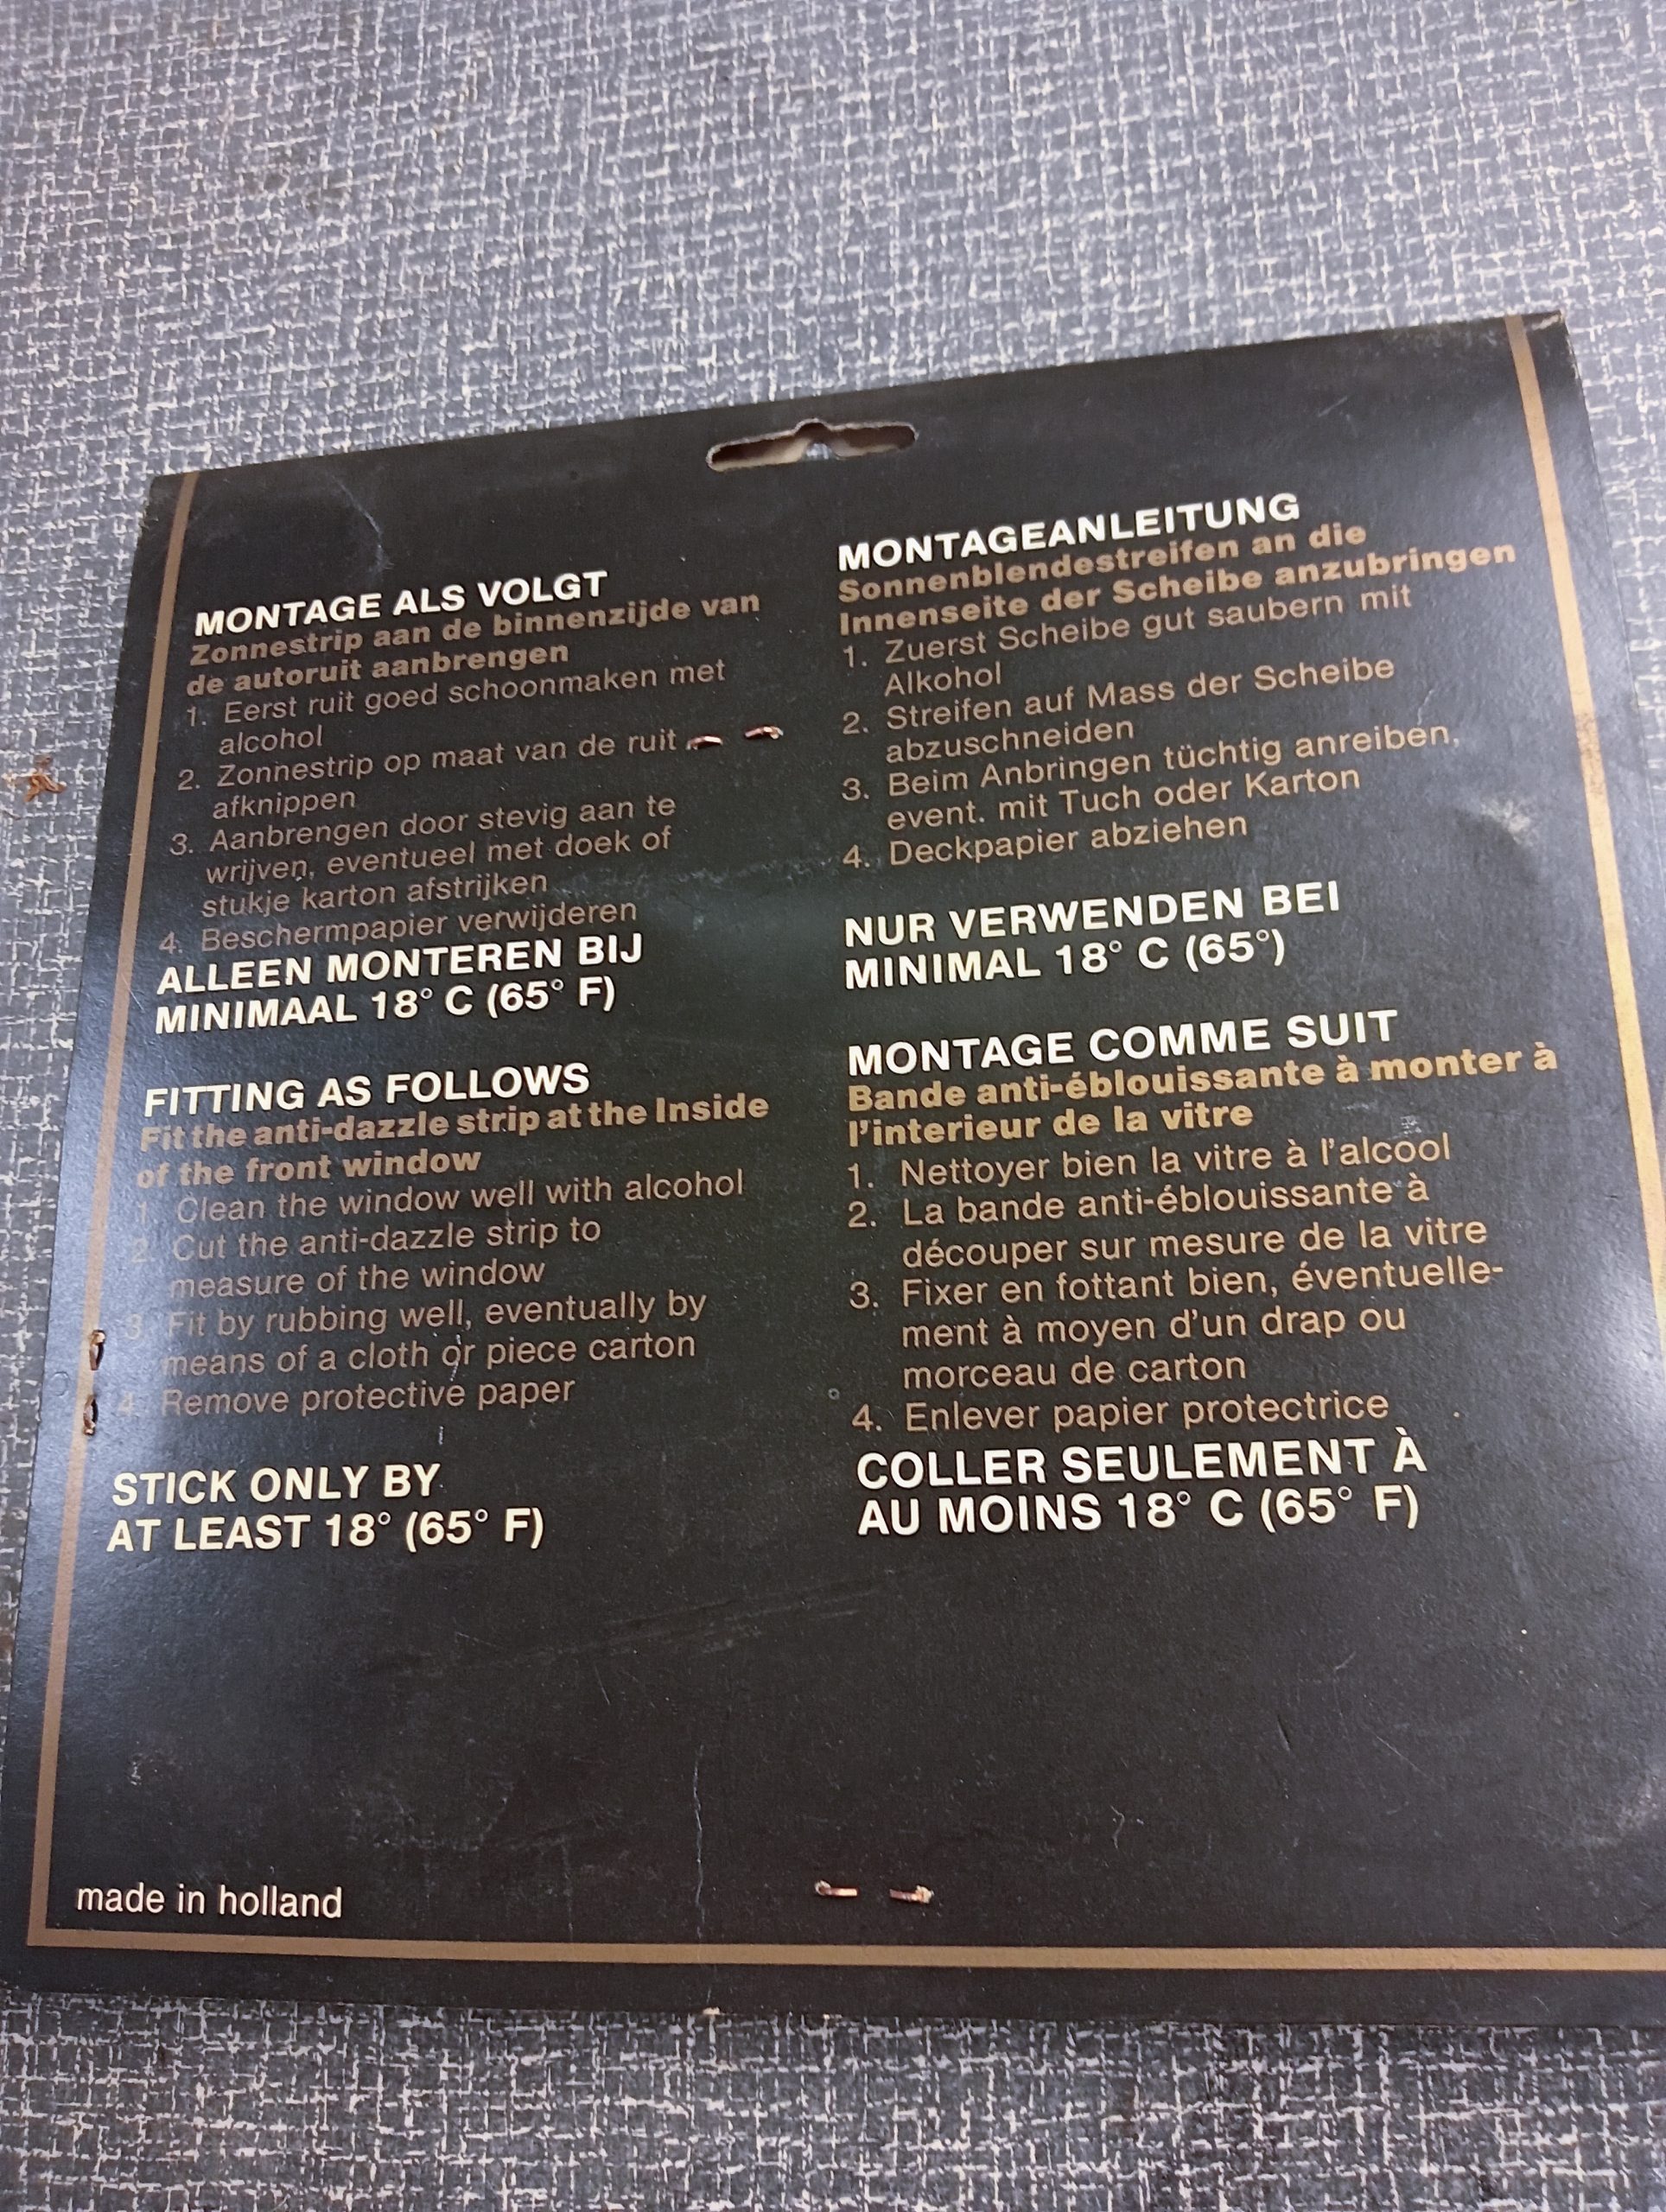 MONTAGE ALS VOLGT
Zonnestrip aan de binnenzijde van
de autoruit aanbrengen
1. Eerst ruit goed schoonmaken met
alcohol
2. Zonnestrip op maat van de ruit
afknippen
3. Aanbrengen door stevig aan te
wrijven, eventueel met doek of
stukje karton afstrijken
4. Beschermpapier verwijderen
ALLEEN MONTEREN BIJ
MINIMAAL 18° C (65° F)
FITTING AS FOLLOWS
Fit the anti-dazzle strip at the Inside
of the front window
1. Clean the window well with alcohol
2. Cut the anti-dazzle strip to
measure of the window
3. Fit by rubbing well, eventually by
means of a cloth or piece carton
4. Remove protective paper
STICK ONLY BY
AT LEAST 18° (65° F)
MONTAGEANLEITUNG
Sonnenblendestreifen an die
Innenseite der Scheibe anzubringen
1. Zuerst Scheibe gut saubern mit
Alkohol
2. Streifen auf Mass der Scheibe
abzuschneiden
3. Beim Anbringen tüchtig anreiben,
event. mit Tuch oder Karton
4. Deckpapier abziehen
NUR VERWENDEN BEI
MINIMAL 18° C (65°)
MONTAGE COMME SUIT
Bande anti-éblouissante à monter à
l'interieur de la vitre
1. Nettoyer bien la vitre à l'alcool
2. La bande anti-éblouissante à
découper sur mesure de la vitre
3. Fixer en fottant bien, éventuelle-
ment à moyen d'un drap ou
morceau de carton
4. Enlever papier protectrice
COLLER SEULEMENT À
AU MOINS 18° C (65° F)
made in holland